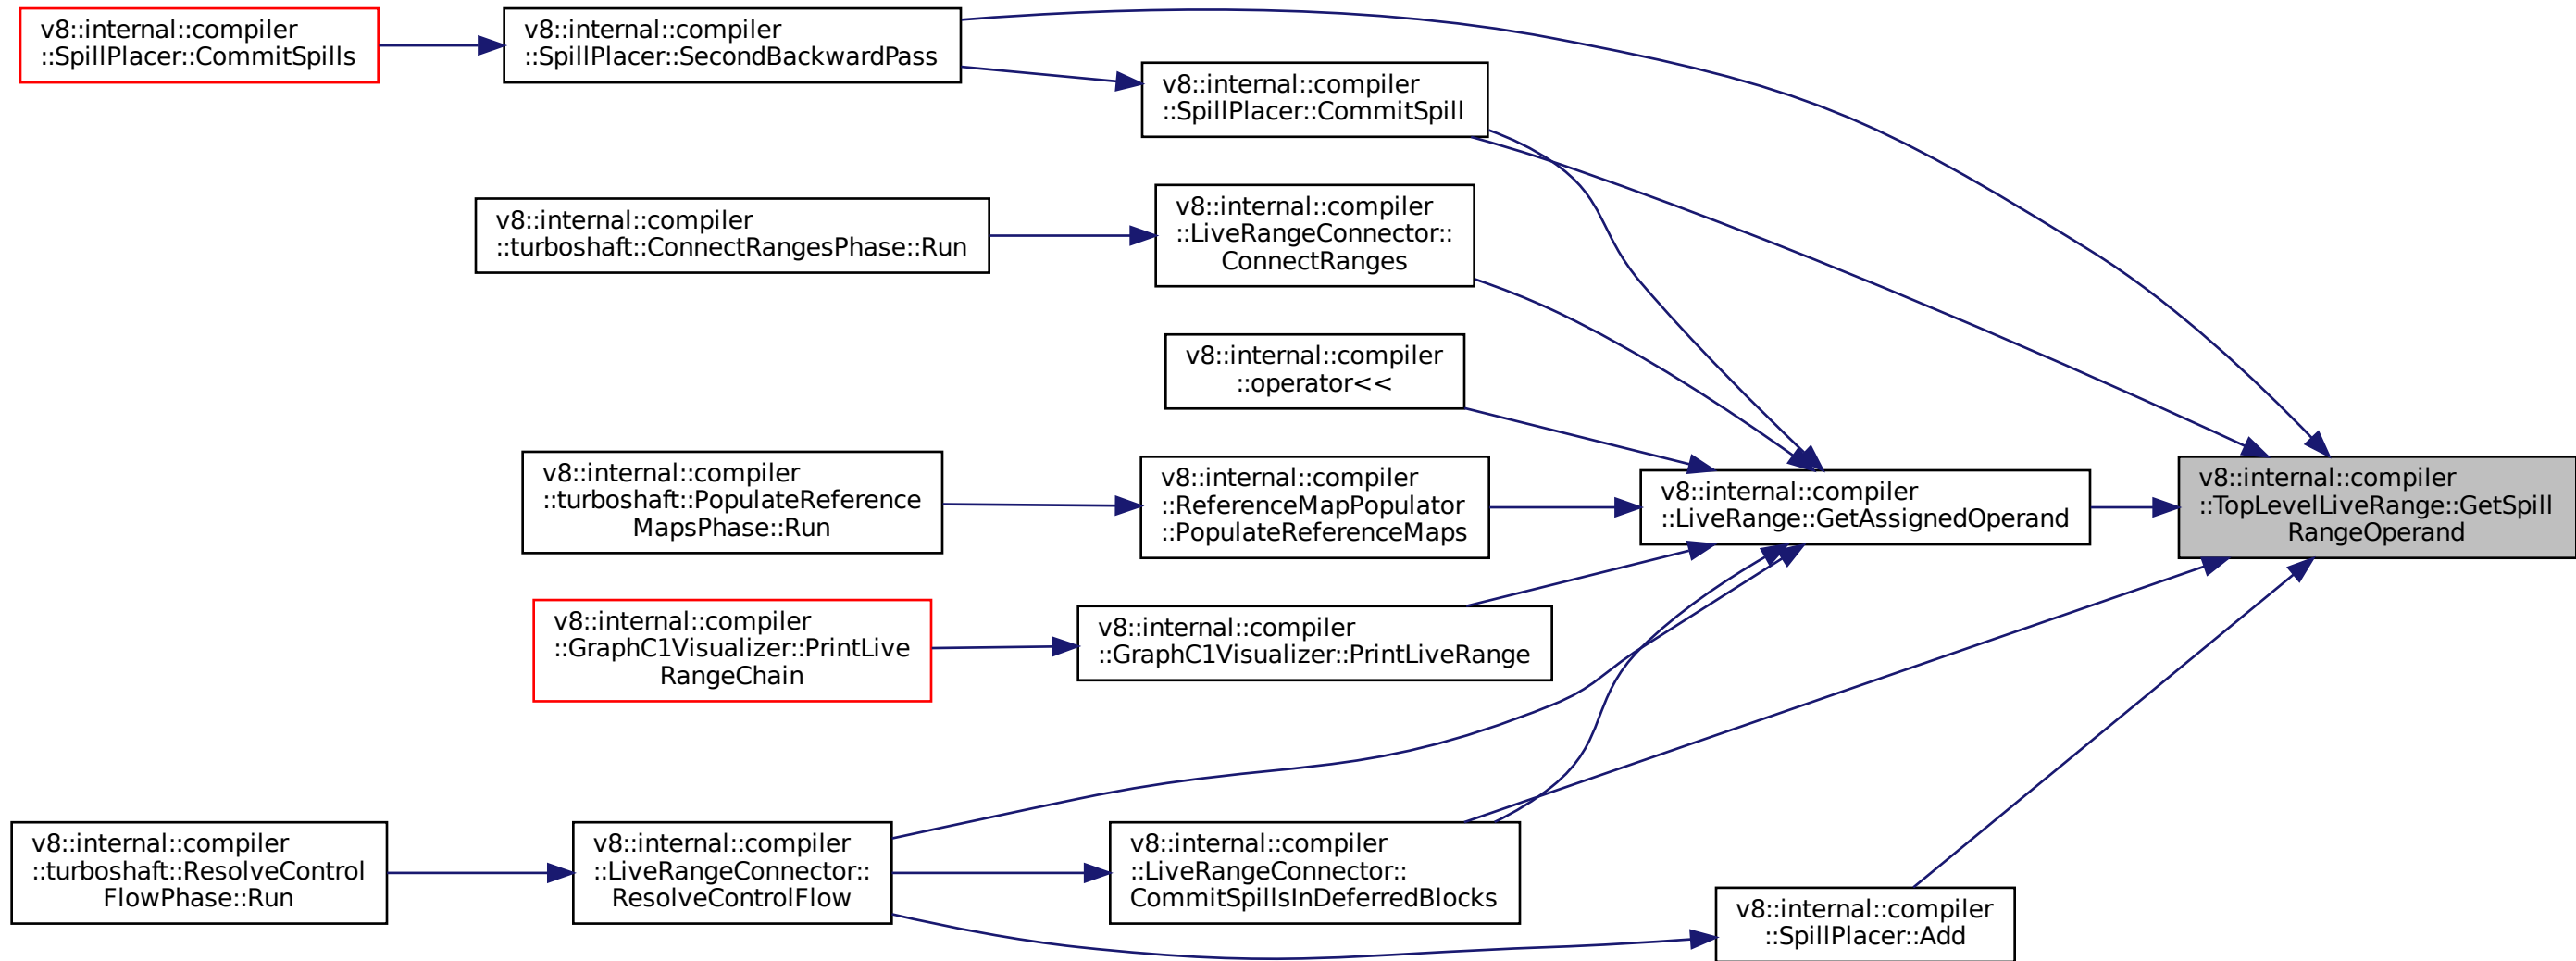 v8::internal::compiler
::SpillPlacer::CommitSpills
v8::internal::compiler
::SpillPlacer::SecondBackwardPass
v8::internal::compiler
::SpillPlacer::CommitSpill
v8::internal::compiler
::turboshaft::ConnectRangesPhase::Run
v8::internal::compiler
::LiveRangeConnector::
ConnectRanges
v8::internal::compiler
::operator<<
v8::internal::compiler
::turboshaft::PopulateReference
MapsPhase::Run
v8::internal::compiler
::ReferenceMapPopulator
::PopulateReferenceMaps
v8::internal::compiler
::LiveRange::GetAssignedOperand
v8::internal::compiler
::TopLevelLiveRange::GetSpill
RangeOperand
v8::internal::compiler
::GraphC1Visualizer::PrintLive
RangeChain
v8::internal::compiler
::GraphC1Visualizer::PrintLiveRange
v8::internal::compiler
::turboshaft::ResolveControl
FlowPhase::Run
v8::internal::compiler
::LiveRangeConnector::
ResolveControlFlow
v8::internal::compiler
::LiveRangeConnector::
CommitSpillsInDeferredBlocks
v8::internal::compiler
::SpillPlacer::Add